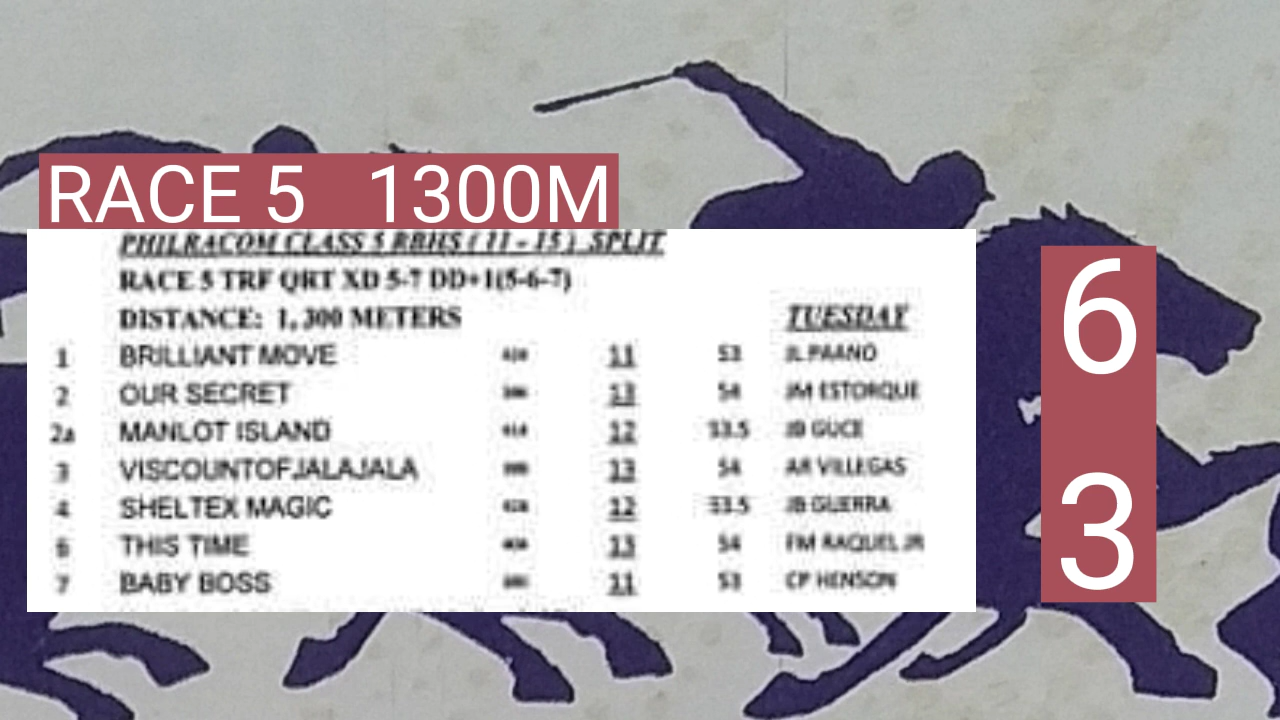 RACE 5 1300M
PHILRACOM CLASS 5 RBHS ( 11 - 15 ) SPLIT
RACE 5 TRF QRT XD 5-7 DD+1(5-6-7)
DISTANCE: 1, 300 METERS TUESDAY
1 BRILLIANT MOVE 11 53 JL PAANO
2 OUR SECRET 13 54 JM ESTORQUE
2a MANLOT ISLAND 12 53.5 JB GUCE
3 VISCOUNTOFJALAJALA 13 54 AR VILLEGAS
4 SHELTEX MAGIC 12 53.5 JB GUERRA
6 THIS TIME 13 54 FM RAQUEL JR
7 BABY BOSS 11 53 CP HENSON
6
3